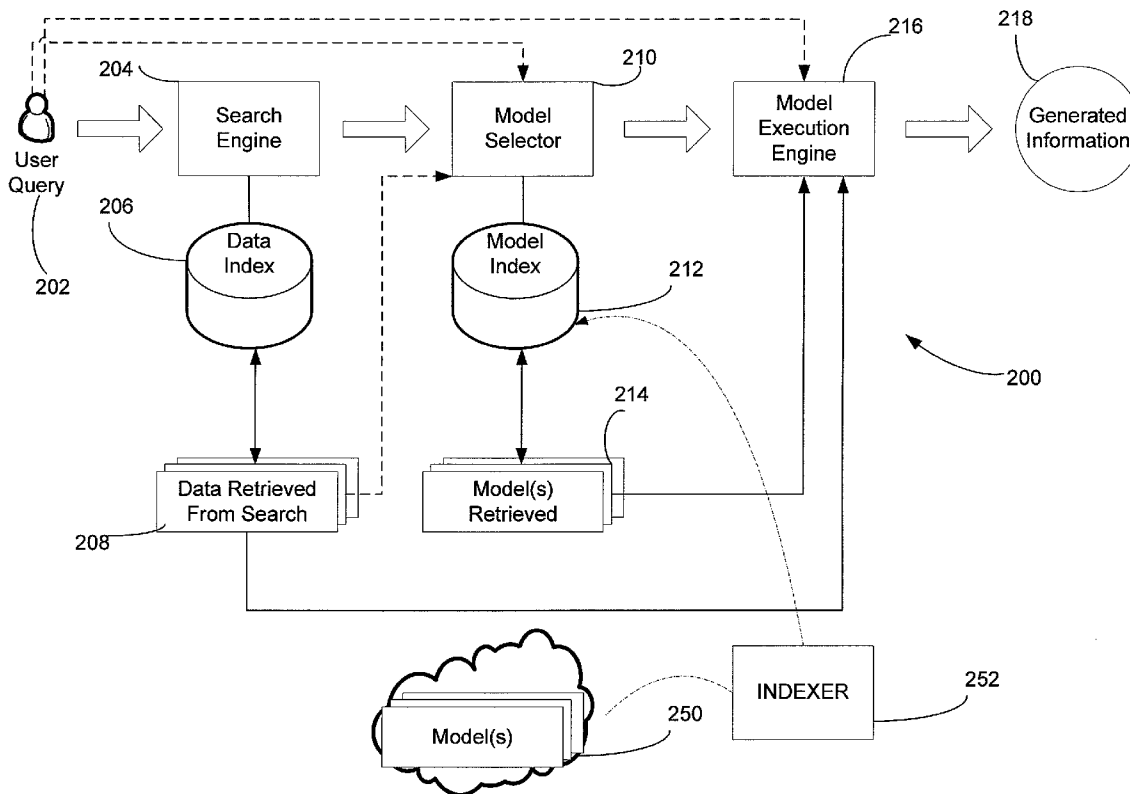 216
218
204
210
Search
Engine
Model
Selector
Model
Execution
Engine
Generated
Information
User
Query
206
202
Data
Index
Model
Index
212
200
214
Data Retrieved
From Search
208
Model(s)
Retrieved
INDEXER
252
250
Model(s)